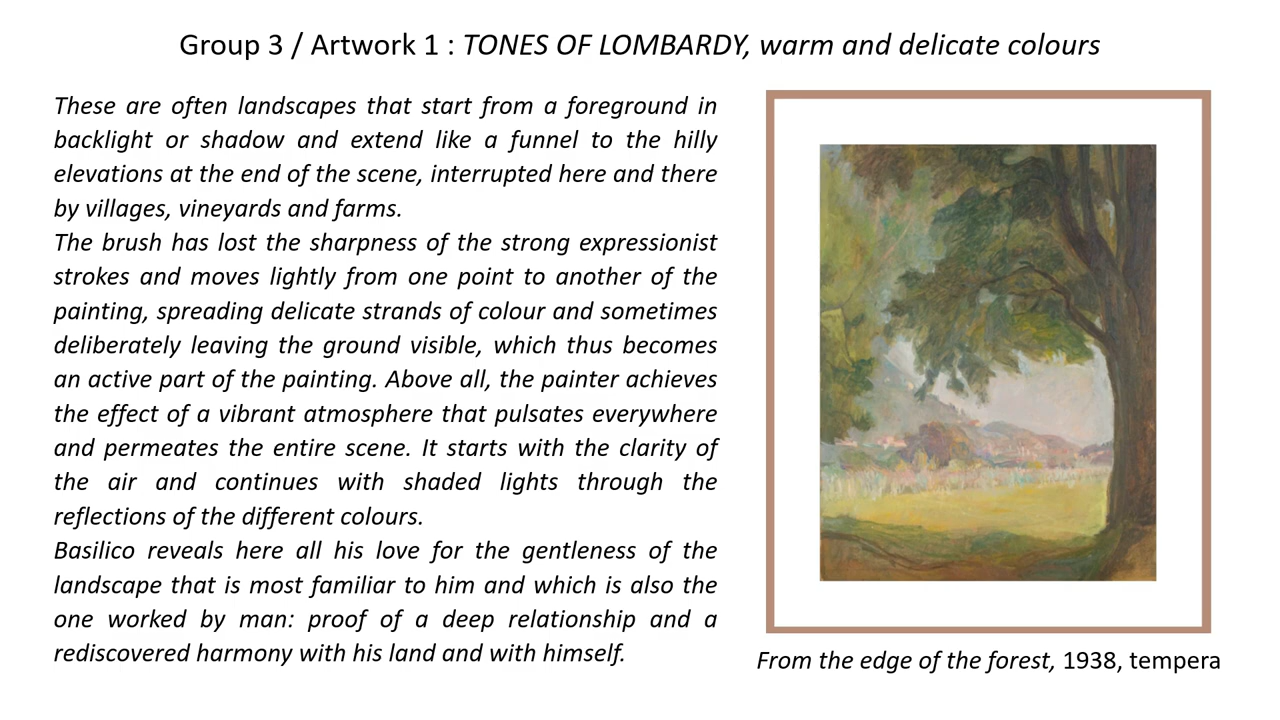 Group 3 / Artwork 1 : TONES OF LOMBARDY, warm and delicate colours
These are often landscapes that start from a foreground in
backlight or shadow and extend like a funnel to the hilly
elevations at the end of the scene, interrupted here and there
by villages, vineyards and farms.
The brush has lost the sharpness of the strong expressionist
strokes and moves lightly from one point to another of the
painting, spreading delicate strands of colour and sometimes
deliberately leaving the ground visible, which thus becomes
an active part of the painting. Above all, the painter achieves
the effect of a vibrant atmosphere that pulsates everywhere
and permeates the entire scene. It starts with the clarity of
the air and continues with shaded lights through the
reflections of the different colours.
Basilico reveals here all his love for the gentleness of the
landscape that is most familiar to him and which is also the
one worked by man: proof of a deep relationship and a
rediscovered harmony with his land and with himself.
From the edge of the forest, 1938, tempera